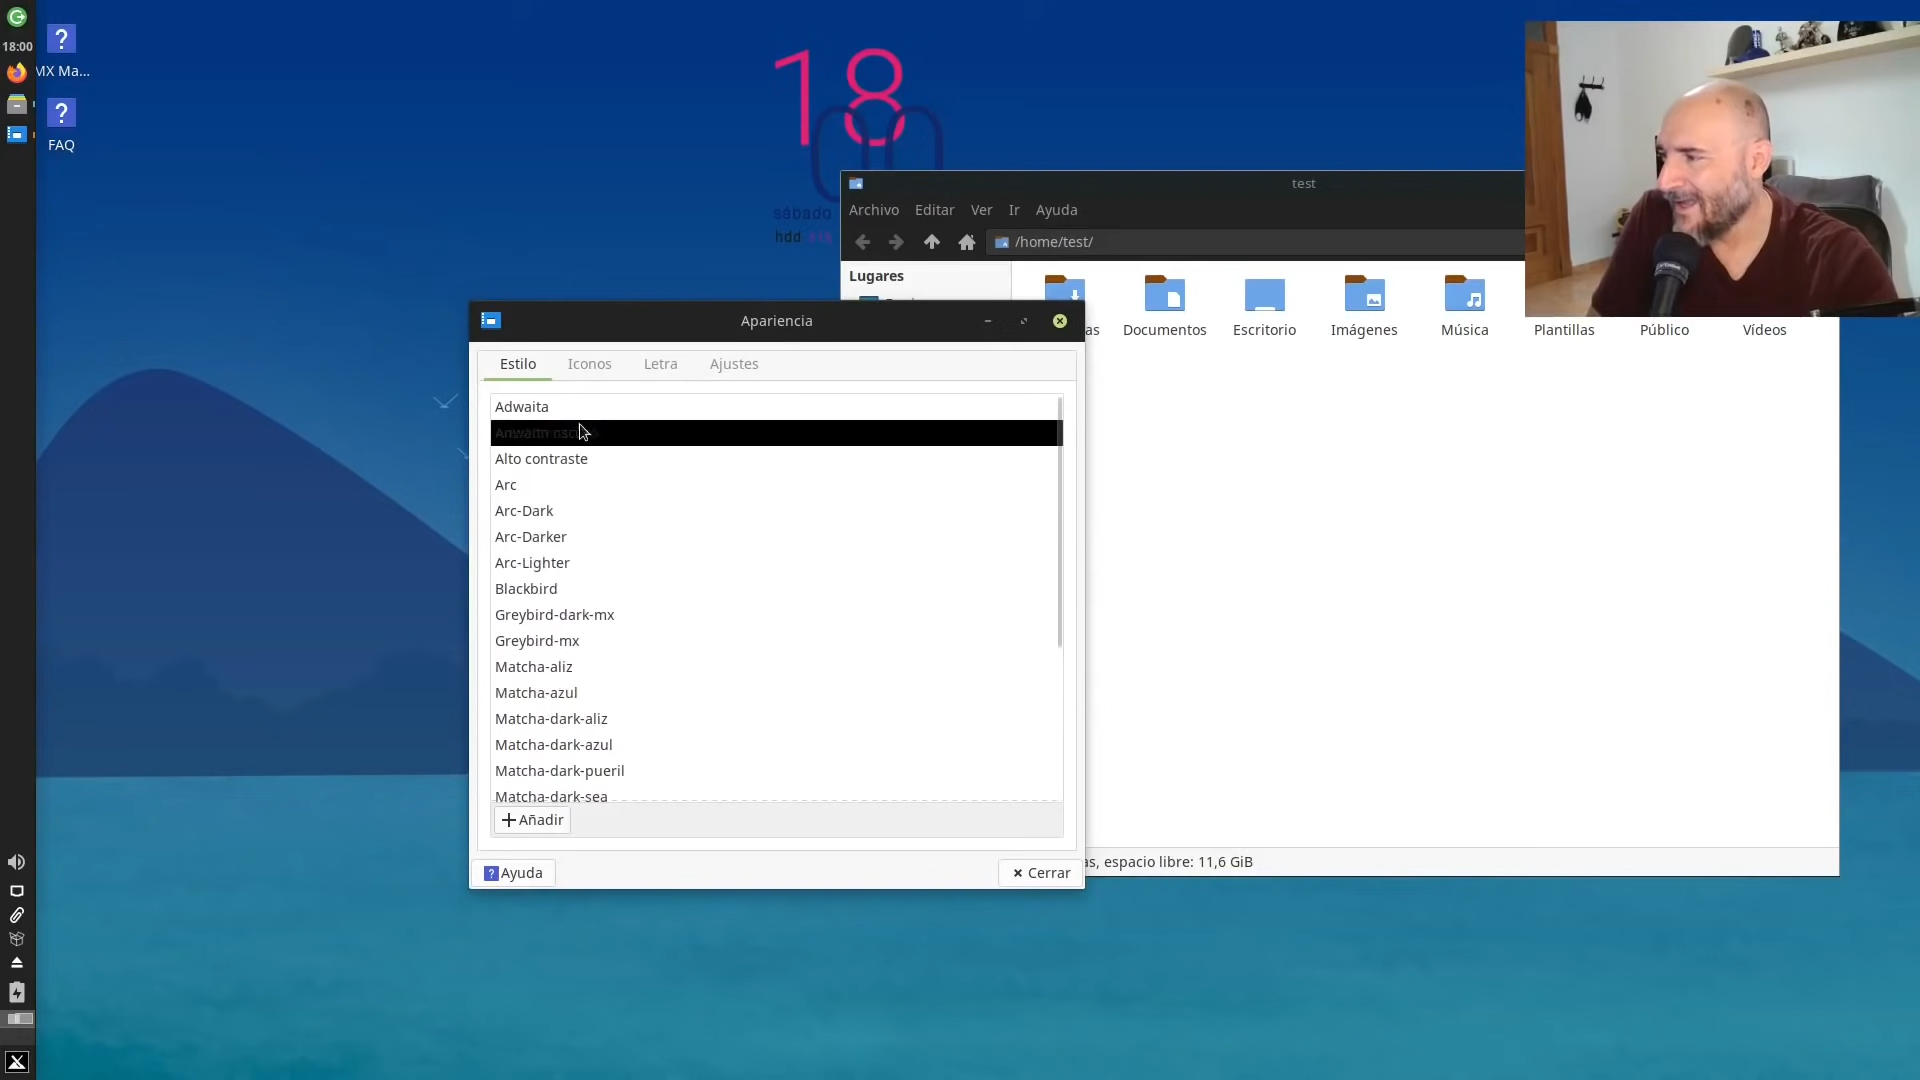 18:00
MX Ma...
FAQ
18
00
sábado
hdd
test
Archivo Editar Ver Ir Ayuda
/home/test/
Lugares
as Documentos Escritorio Imágenes Música Plantillas Público Vídeos
Apariencia
Estilo Iconos Letra Ajustes
Adwaita
Alto contraste
Arc
Arc-Dark
Arc-Darker
Arc-Lighter
Blackbird
Greybird-dark-mx
Greybird-mx
Matcha-aliz
Matcha-azul
Matcha-dark-aliz
Matcha-dark-azul
Matcha-dark-pueril
Matcha-dark-sea
Añadir
Ayuda
Cerrar
as, espacio libre: 11,6 GiB